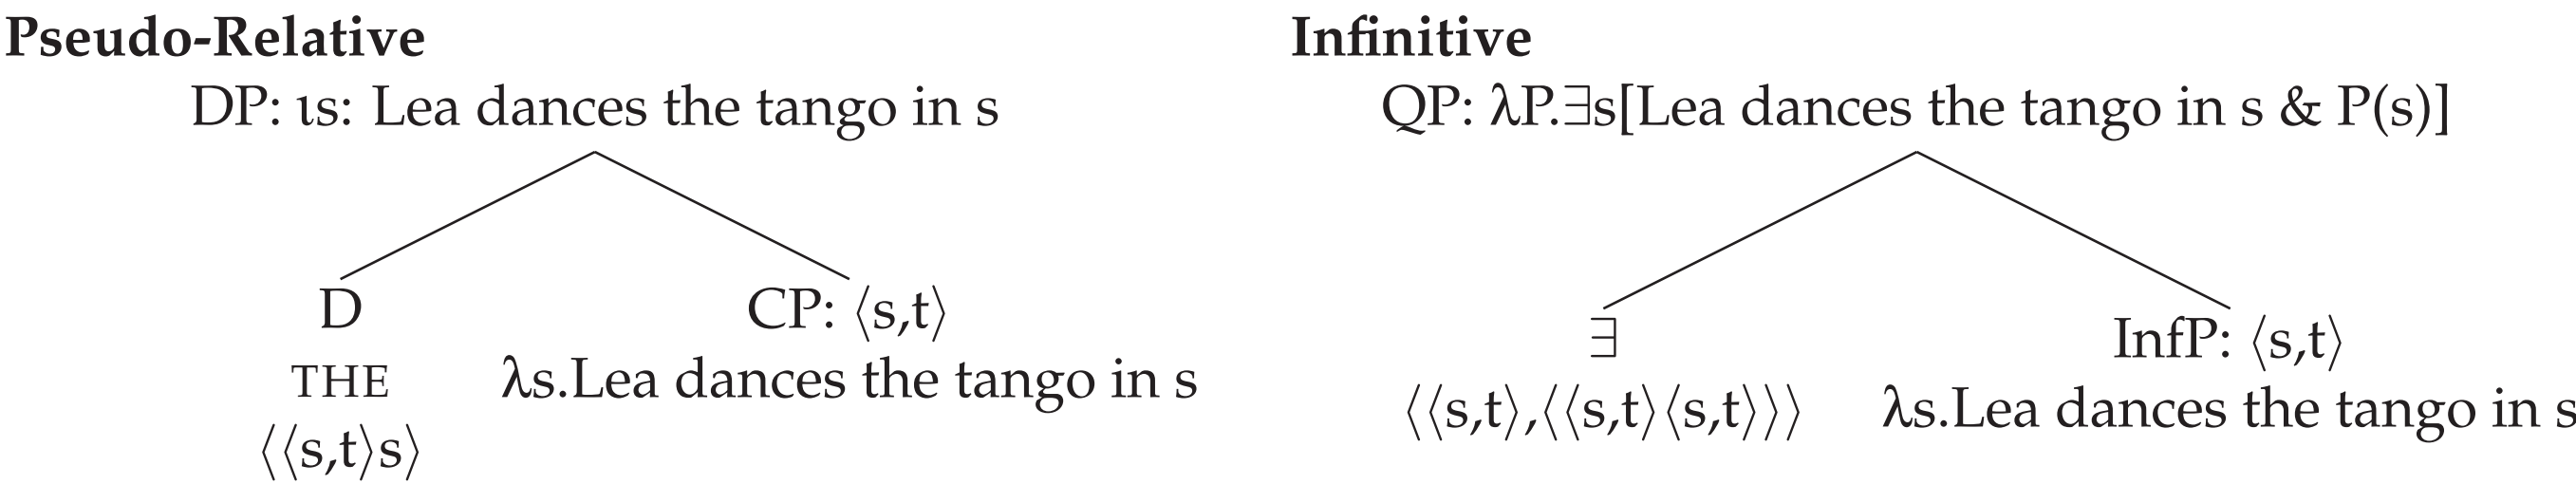 Pseudo-Relative
DP: ιs: Lea dances the tango in s
D
THE
⟨⟨s,t⟩s⟩
CP: ⟨s,t⟩
λs.Lea dances the tango in s
Infinitive
QP: λP.∃s[Lea dances the tango in s & P(s)]
∃
⟨⟨s,t⟩,⟨⟨s,t⟩⟨s,t⟩⟩⟩
InfP: ⟨s,t⟩
λs.Lea dances the tango in s